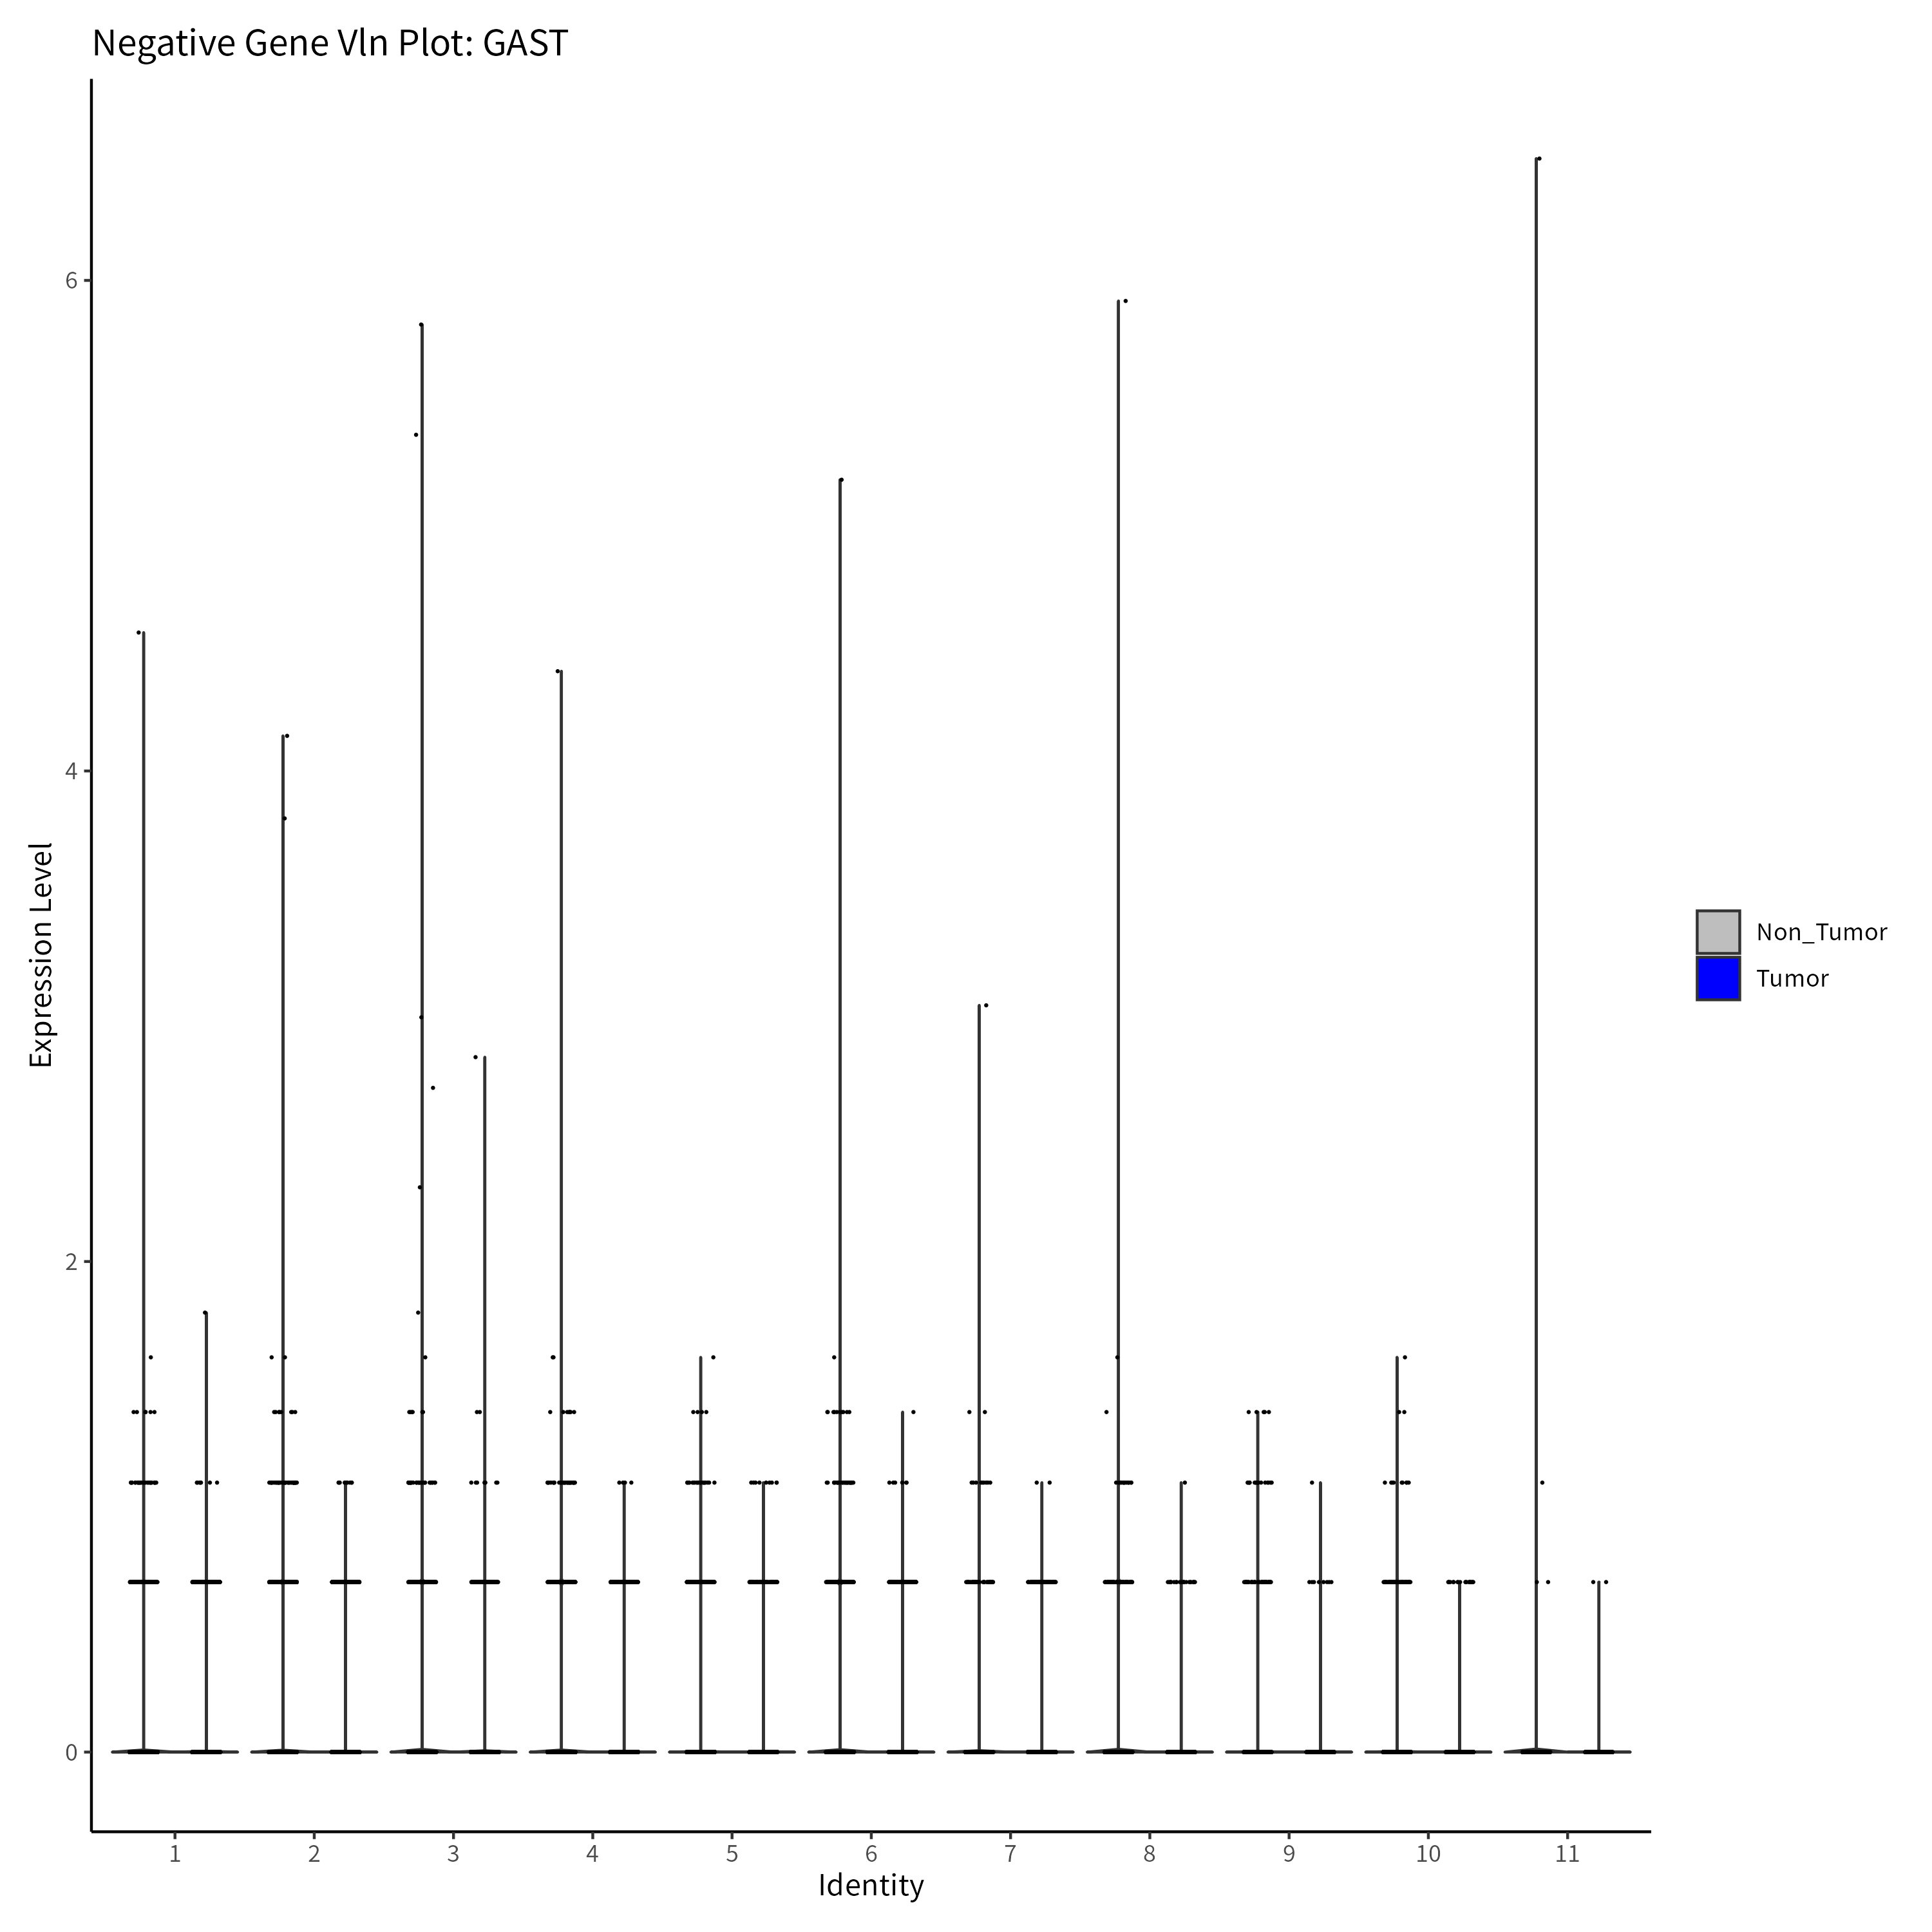 Negative Gene Vln Plot: GAST
Expression Level
6
4
2
0
1 2 3 4 5 6 7 8 9 10 11
Identity
Non_Tumor
Tumor